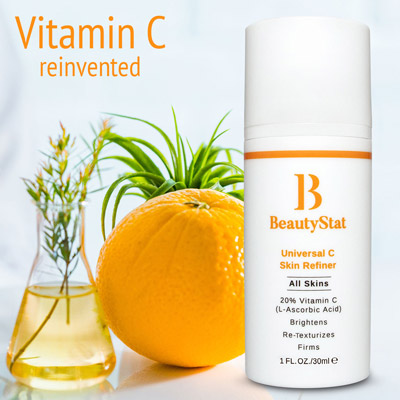 Vitamin C
reinvented
B
BeautyStat
Universal C
Skin Refiner
All Skins
20% Vitamin C
(L-Ascorbic Acid)
Brightens
Re-Texturizes
Firms
1 FL.OZ./30ml ℮